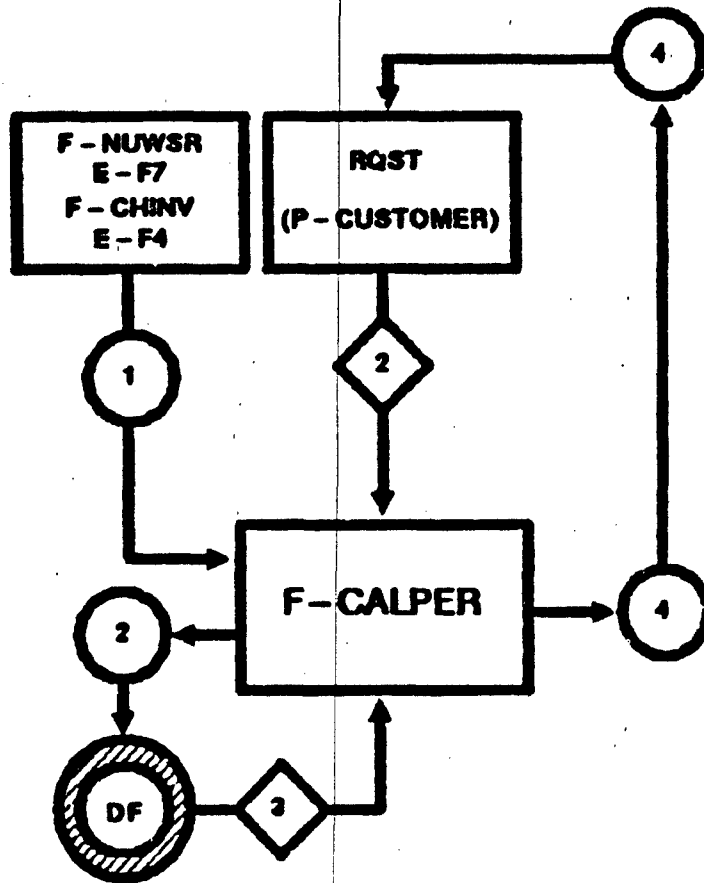 4
F-NUWSR
E-F7
F-CHINV
E-F4
RQST
(P-CUSTOMER)
1
2
F-CALPER
2
4
DF
3